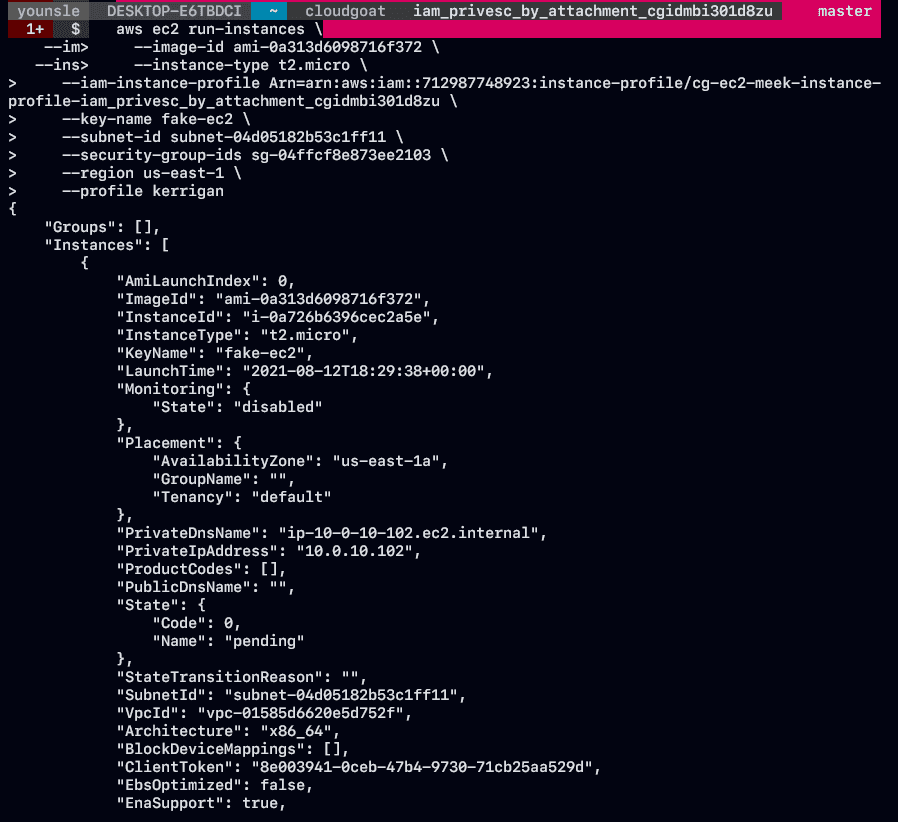 younsle DESKTOP-E6TBDCI ~ cloudgoat iam_privesc_by_attachment_cgidmbi301d8zu master
1+ $ aws ec2 run-instances \
--im> --image-id ami-0a313d6098716f372 \
--ins> --instance-type t2.micro \
> --iam-instance-profile Arn=arn:aws:iam::712987748923:instance-profile/cg-ec2-meek-instance-
profile-iam_privesc_by_attachment_cgidmbi301d8zu \
> --key-name fake-ec2 \
> --subnet-id subnet-04d05182b53c1ff11 \
> --security-group-ids sg-04ffcf8e873ee2103 \
> --region us-east-1 \
> --profile kerrigan
{
"Groups": [],
"Instances": [
{
"AmiLaunchIndex": 0,
"ImageId": "ami-0a313d6098716f372",
"InstanceId": "i-0a726b6396cec2a5e",
"InstanceType": "t2.micro",
"KeyName": "fake-ec2",
"LaunchTime": "2021-08-12T18:29:38+00:00",
"Monitoring": {
"State": "disabled"
},
"Placement": {
"AvailabilityZone": "us-east-1a",
"GroupName": "",
"Tenancy": "default"
},
"PrivateDnsName": "ip-10-0-10-102.ec2.internal",
"PrivateIpAddress": "10.0.10.102",
"ProductCodes": [],
"PublicDnsName": "",
"State": {
"Code": 0,
"Name": "pending"
},
"StateTransitionReason": "",
"SubnetId": "subnet-04d05182b53c1ff11",
"VpcId": "vpc-01585d6620e5d752f",
"Architecture": "x86_64",
"BlockDeviceMappings": [],
"ClientToken": "8e003941-0ceb-47b4-9730-71cb25aa529d",
"EbsOptimized": false,
"EnaSupport": true,